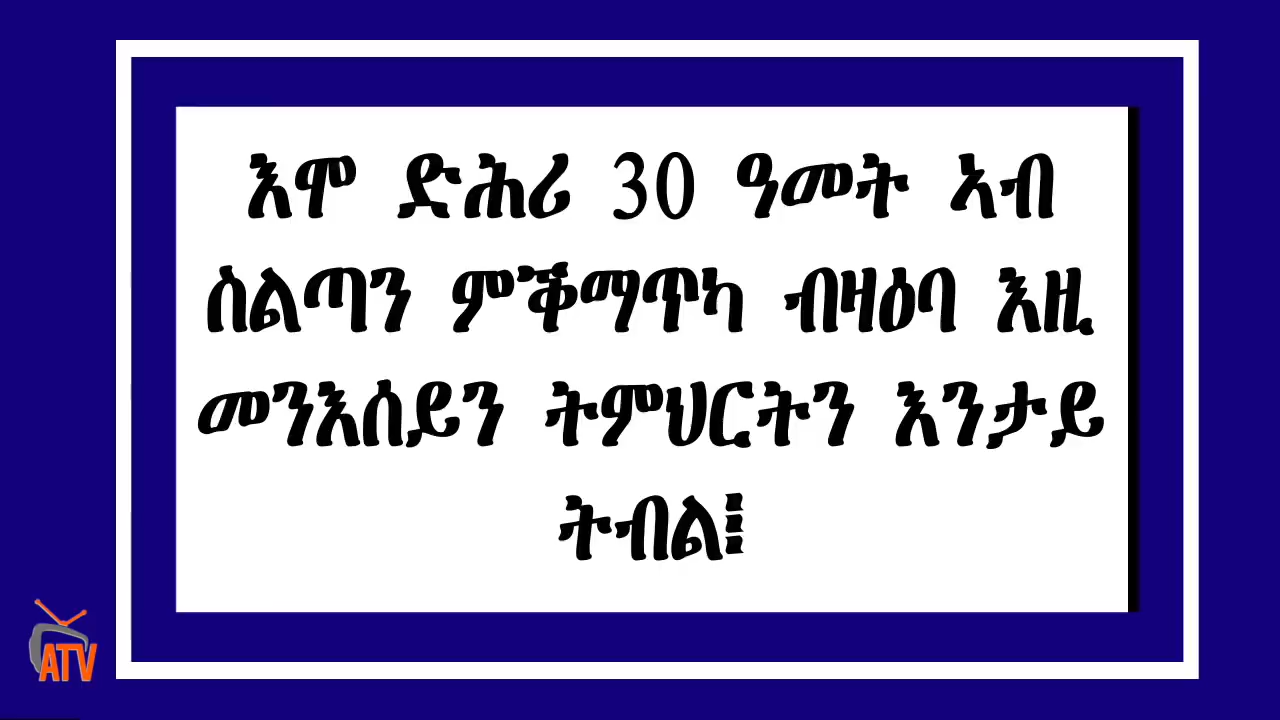 እሞ ድሕሪ 30 ዓመት ኣብ
ስልጣን ምቕማጥካ ብዛዕባ እዚ
መንእሰይን ትምህርትን እንታይ
ትብል፧
ATV